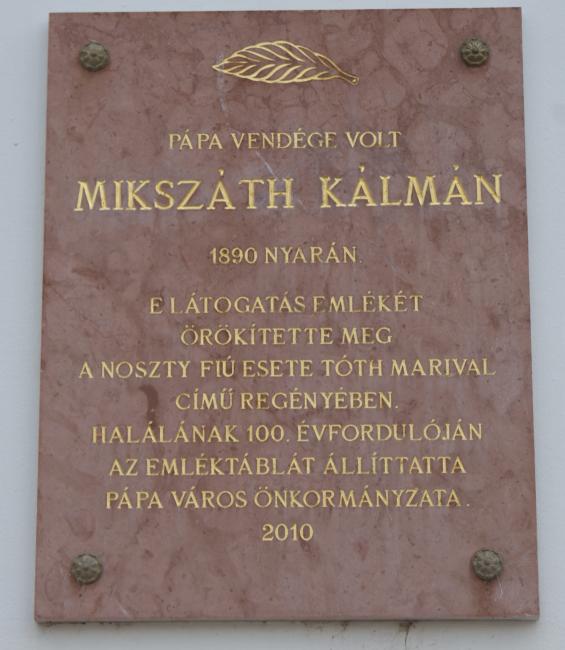 PÁPA VENDÉGE VOLT
MIKSZÁTH KÁLMÁN
1890 NYARÁN.
E LÁTOGATÁS EMLÉKÉT
ÖRÖKÍTETTE MEG
A NOSZTY FIÚ ESETE TÓTH MARIVAL
CÍMŰ REGÉNYÉBEN.
HALÁLÁNAK 100. ÉVFORDULÓJÁN
AZ EMLÉKTÁBLÁT ÁLLÍTTATTA
PÁPA VÁROS ÖNKORMÁNYZATA.
2010